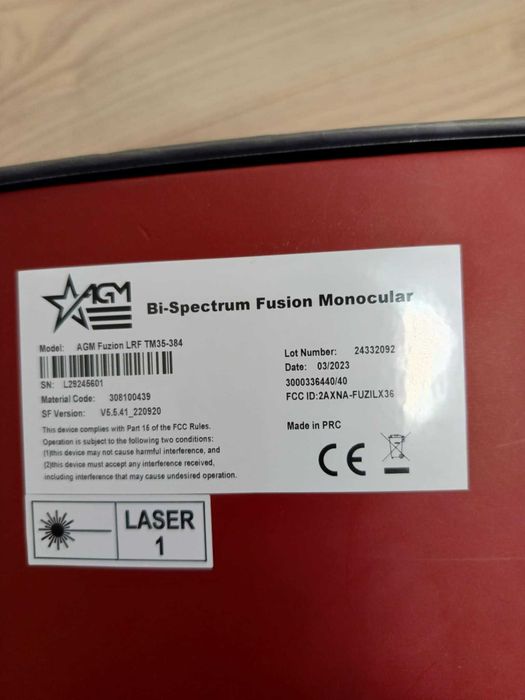 AGM
Bi-Spectrum Fusion Monocular
Model: AGM Fuzion LRF TM35-384
SN: L29245601
Material Code: 308100439
SF Version: V5.5.41_220920
Lot Number: 24332092
Date: 03/2023
3000336440/40
FCC ID:2AXNA-FUZILX36
This device complies with Part 15 of the FCC Rules.
Operation is subject to the following two conditions:
(1)this device may not cause harmful interference, and
(2)this device must accept any interference received,
including interference that may cause undesired operation.
Made in PRC
CE
LASER
1